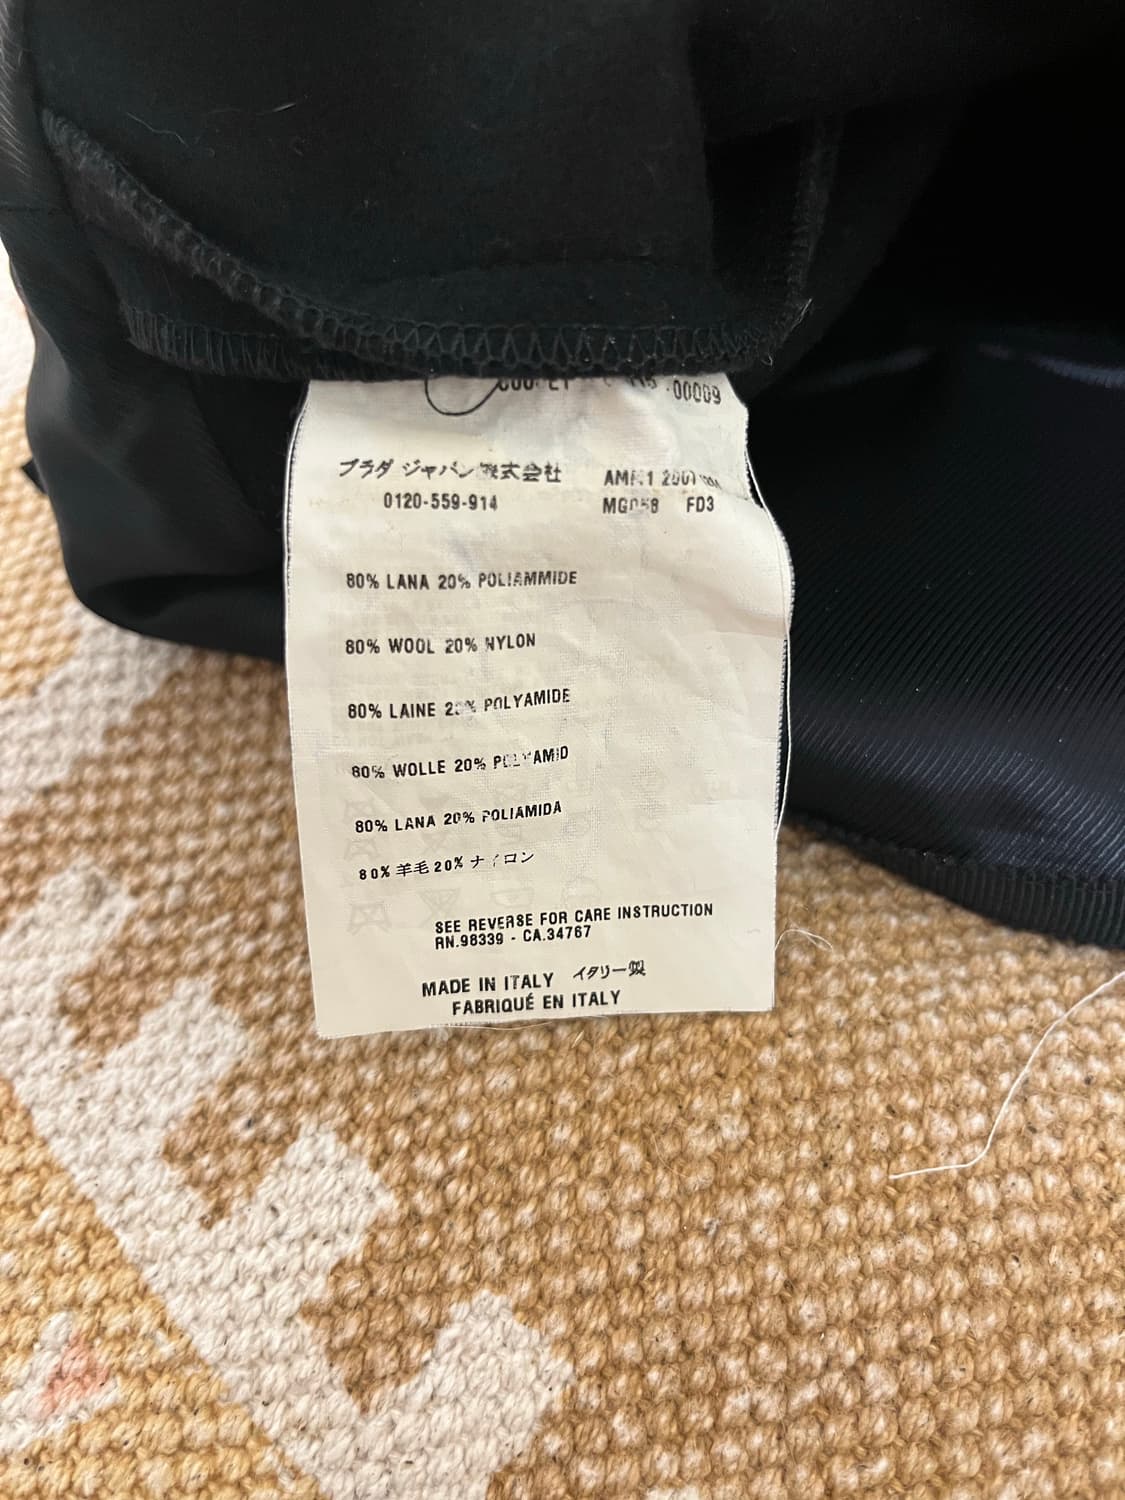 00009
プラダ ジャパン株式会社
0120-559-914
FD3
80% LANA 20% POLIAMMIDE
80% WOOL 20% NYLON
80% LAINE 20% POLYAMIDE
80% WOLLE 20% POLYAMID
80% LANA 20% POLIAMIDA
80% 羊毛 20% ナイロン
SEE REVERSE FOR CARE INSTRUCTION
RN.98339 - CA.34767
MADE IN ITALY イタリー製
FABRIQUÉ EN ITALY